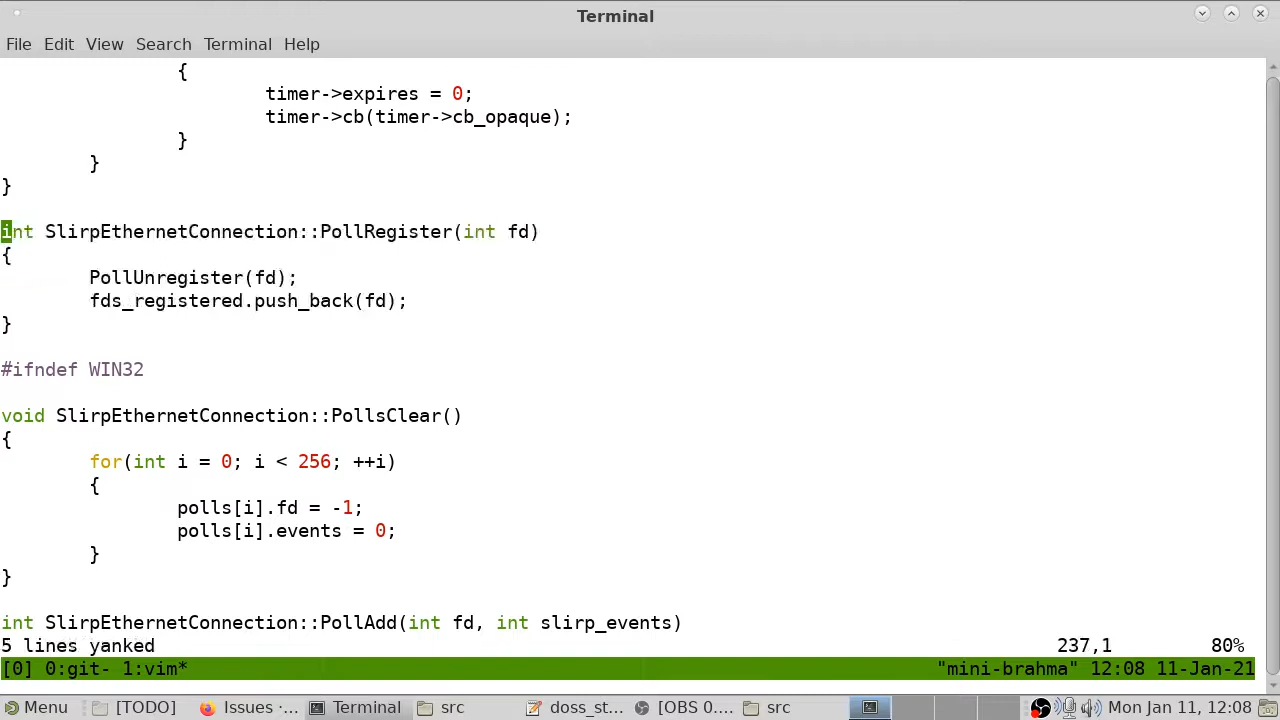 Terminal
File Edit View Search Terminal Help
{
timer->expires = 0;
timer->cb(timer->cb_opaque);
}
}
}
int SlirpEthernetConnection::PollRegister(int fd)
{
PollUnregister(fd);
fds_registered.push_back(fd);
}
#ifndef WIN32
void SlirpEthernetConnection::PollsClear()
{
for(int i = 0; i < 256; ++i)
{
polls[i].fd = -1;
polls[i].events = 0;
}
}
int SlirpEthernetConnection::PollAdd(int fd, int slirp_events)
5 lines yanked 237,1 80%
[0] 0:git- 1:vim* "mini-brahma" 12:08 11-Jan-21
Menu [TODO] Issues ·... Terminal src doss_st... [OBS 0.... src Mon Jan 11, 12:08